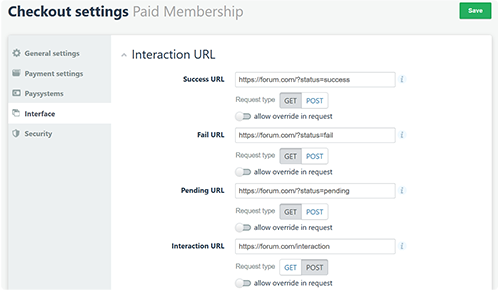 Checkout settings Paid Membership
Save
General settings
Payment settings
Paysystems
Interface
Security
Interaction URL
Success URL https://forum.com/?status=success i
Request type GET POST
allow override in request
Fail URL https://forum.com/?status=fail i
Request type GET POST
allow override in request
Pending URL https://forum.com/?status=pending i
Request type GET POST
allow override in request
Interaction URL https://forum.com/interaction i
Request type GET POST
allow override in request